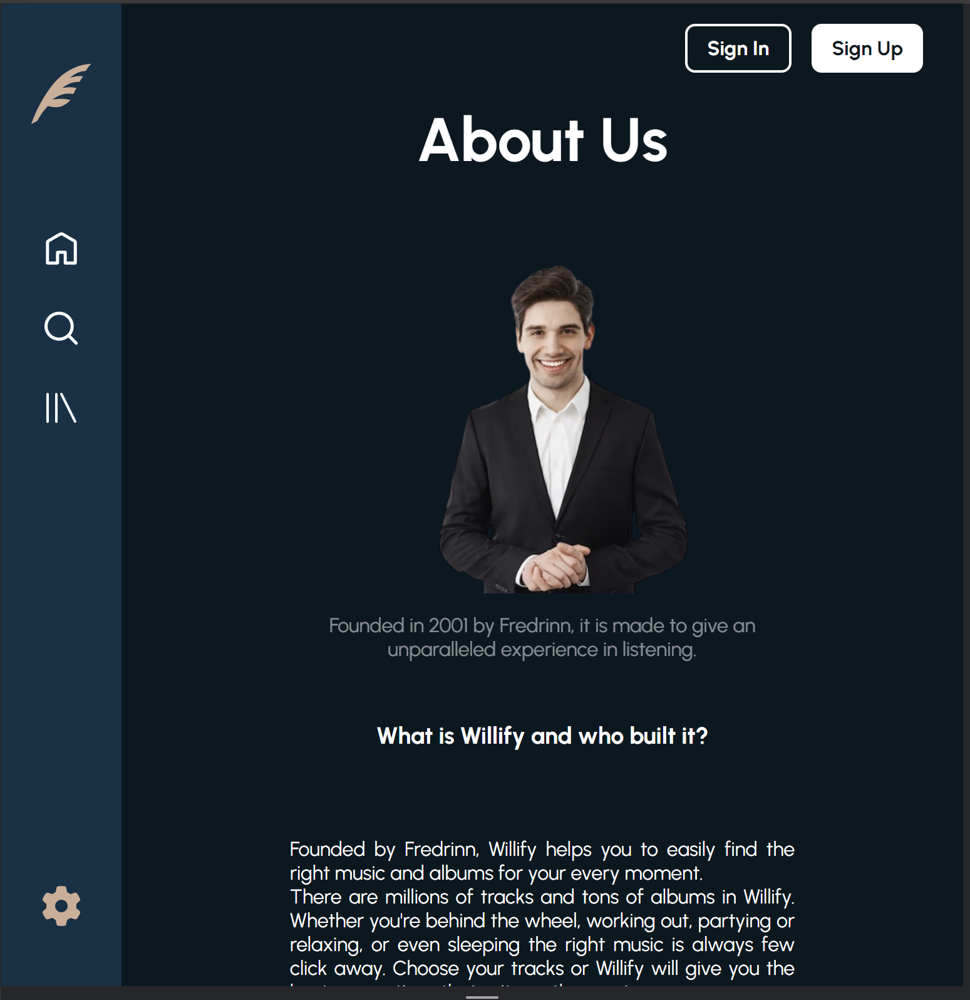 Sign In
Sign Up
About Us
Founded in 2001 by Fredrinn, it is made to give an
unparalleled experience in listening.
What is Willify and who built it?
Founded by Fredrinn, Willify helps you to easily find the
right music and albums for your every moment.
There are millions of tracks and tons of albums in Willify.
Whether you're behind the wheel, working out, partying or
relaxing, or even sleeping the right music is always few
click away. Choose your tracks or Willify will give you the